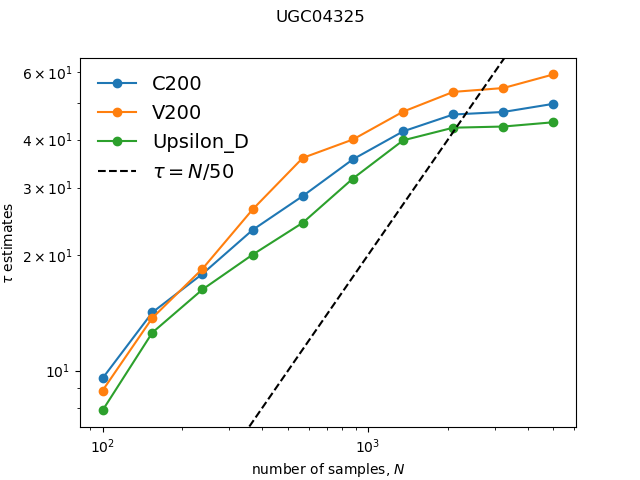 UGC04325
C200
V200
Upsilon_D
τ = N/50
6 × 10¹
4 × 10¹
3 × 10¹
2 × 10¹
10¹
τ estimates
10² 10³
number of samples, N